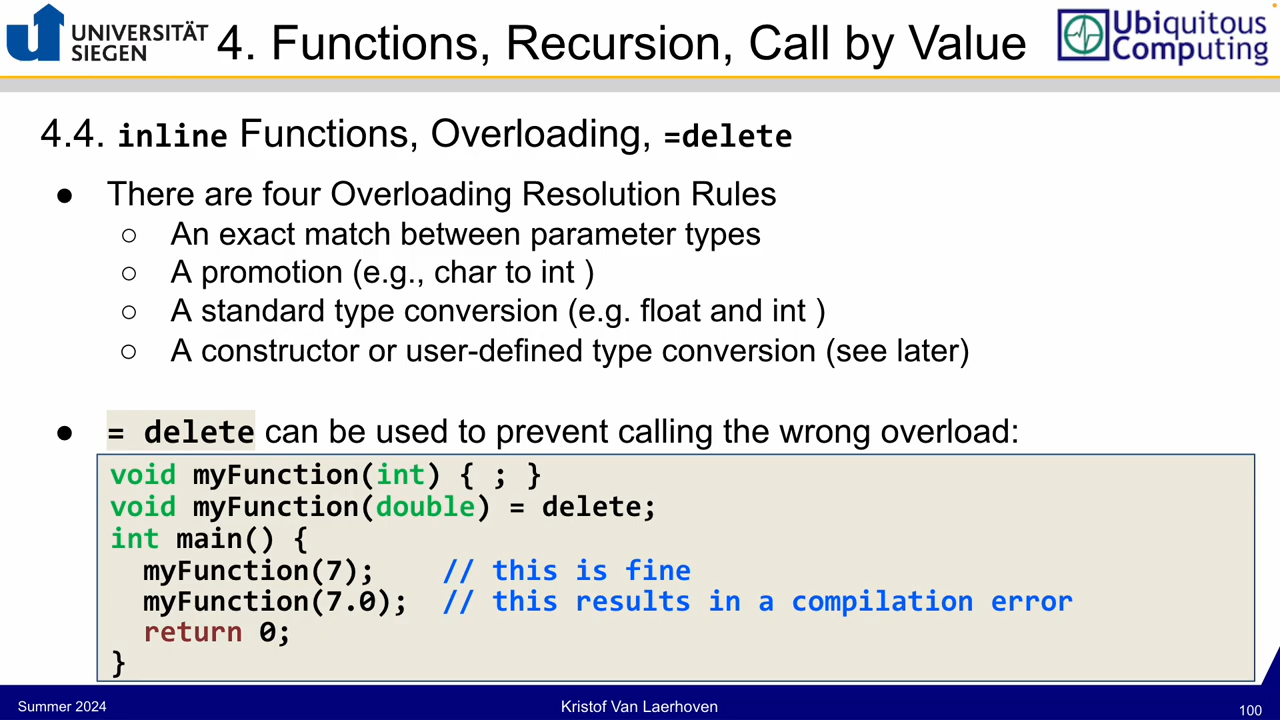 UNIVERSITÄT
SIEGEN
4. Functions, Recursion, Call by Value
Ubiquitous
Computing
4.4. inline Functions, Overloading, =delete
● There are four Overloading Resolution Rules
○ An exact match between parameter types
○ A promotion (e.g., char to int )
○ A standard type conversion (e.g. float and int )
○ A constructor or user-defined type conversion (see later)
● = delete can be used to prevent calling the wrong overload:
void myFunction(int) { ; }
void myFunction(double) = delete;
int main() {
  myFunction(7);    // this is fine
  myFunction(7.0);  // this results in a compilation error
  return 0;
}
Summer 2024
Kristof Van Laerhoven
100